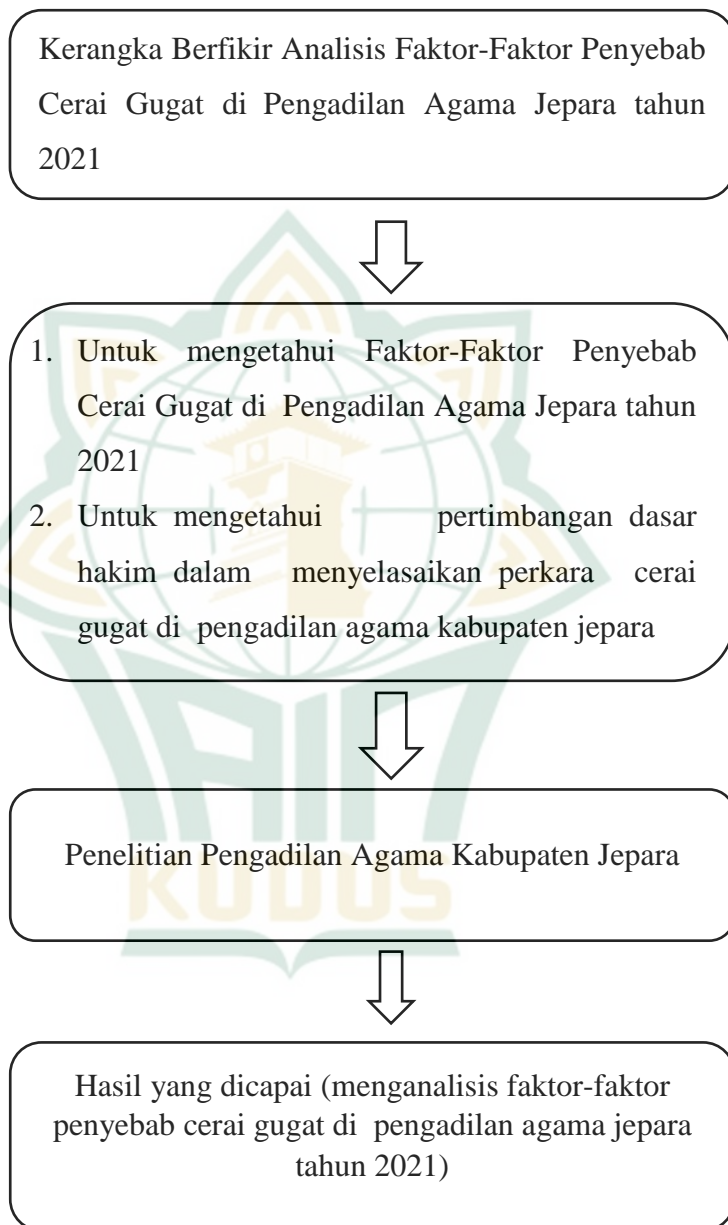 Kerangka Berfikir Analisis Faktor-Faktor Penyebab
Cerai Gugat di Pengadilan Agama Jepara tahun
2021
1. Untuk mengetahui Faktor-Faktor Penyebab
Cerai Gugat di Pengadilan Agama Jepara tahun
2021
2. Untuk mengetahui pertimbangan dasar
hakim dalam menyelasaikan perkara cerai
gugat di pengadilan agama kabupaten jepara
IAIN
Penelitian Pengadilan Agama Kabupaten Jepara
KUDUS
Hasil yang dicapai (menganalisis faktor-faktor
penyebab cerai gugat di pengadilan agama jepara
tahun 2021)